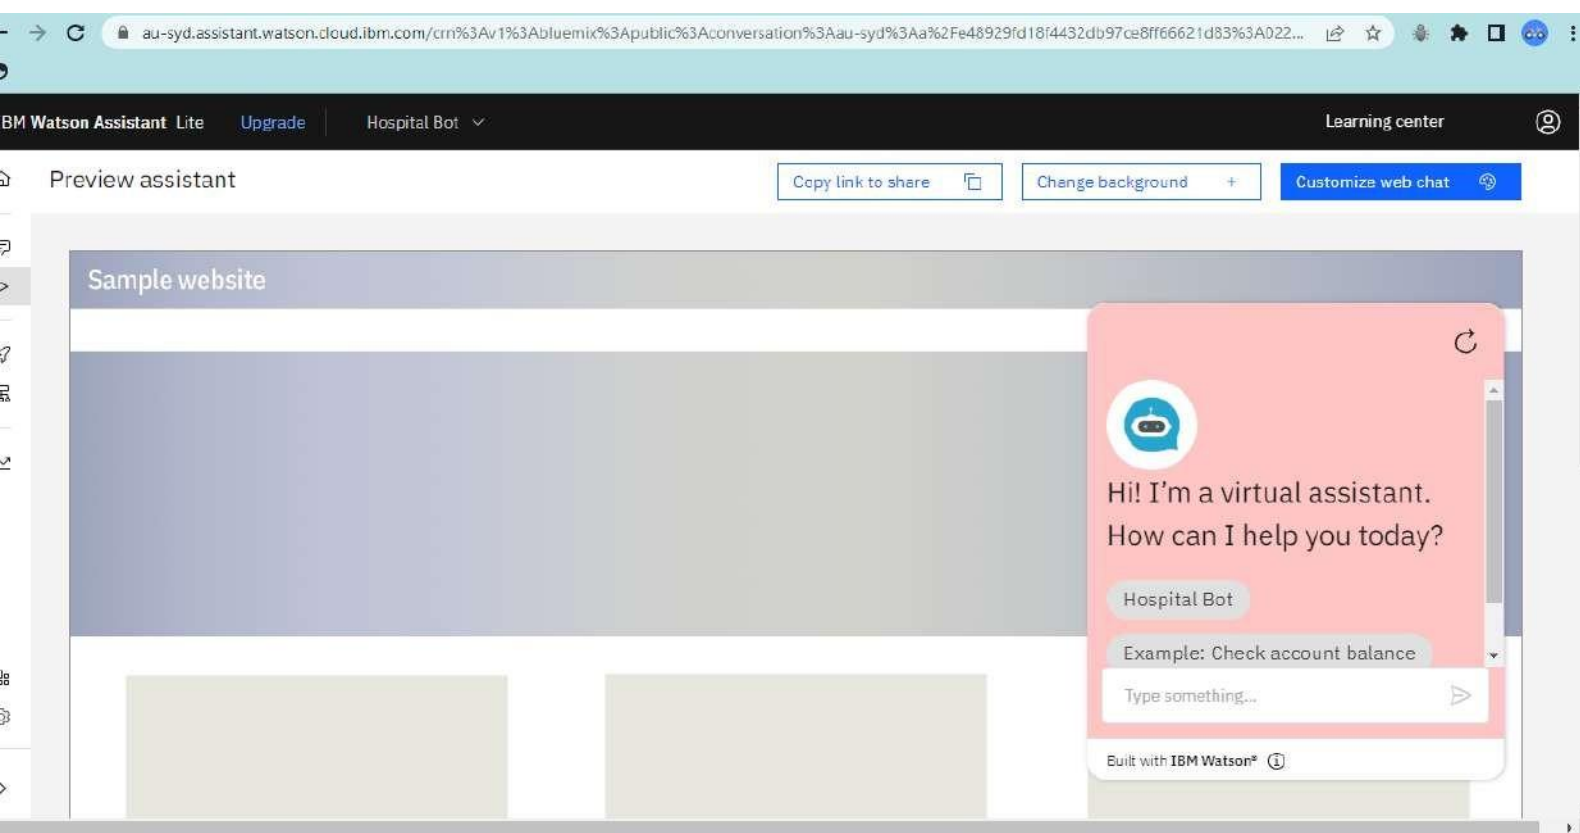 au-syd.assistant.watson.cloud.ibm.com/crn%3Av1%3Abluemix%3Apublic%3Aconversation%3Aau-syd%3Aa%2Fe48929fd18f4432db97ce8ff66621d83%3A022...
BM Watson Assistant Lite Upgrade Hospital Bot Learning center
Preview assistant Copy link to share Change background + Customize web chat
Sample website
Hi! I'm a virtual assistant.
How can I help you today?
Hospital Bot
Example: Check account balance
Type something...
Built with IBM Watson®